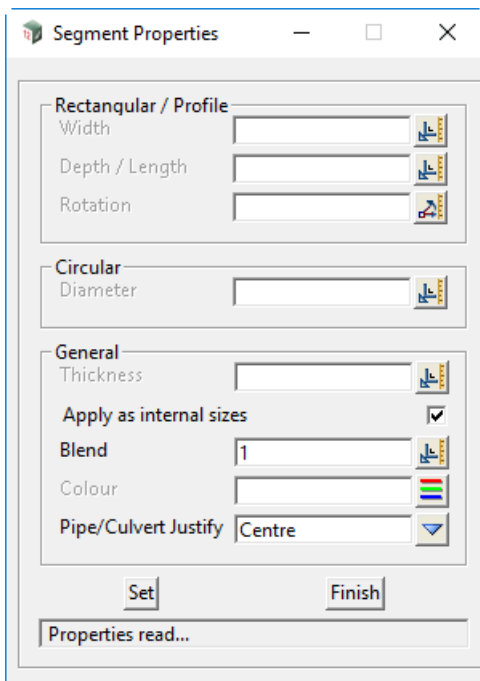 Segment Properties
Rectangular / Profile
Width
Depth / Length
Rotation
Circular
Diameter
General
Thickness
Apply as internal sizes
Blend 1
Colour
Pipe/Culvert Justify Centre
Set Finish
Properties read...